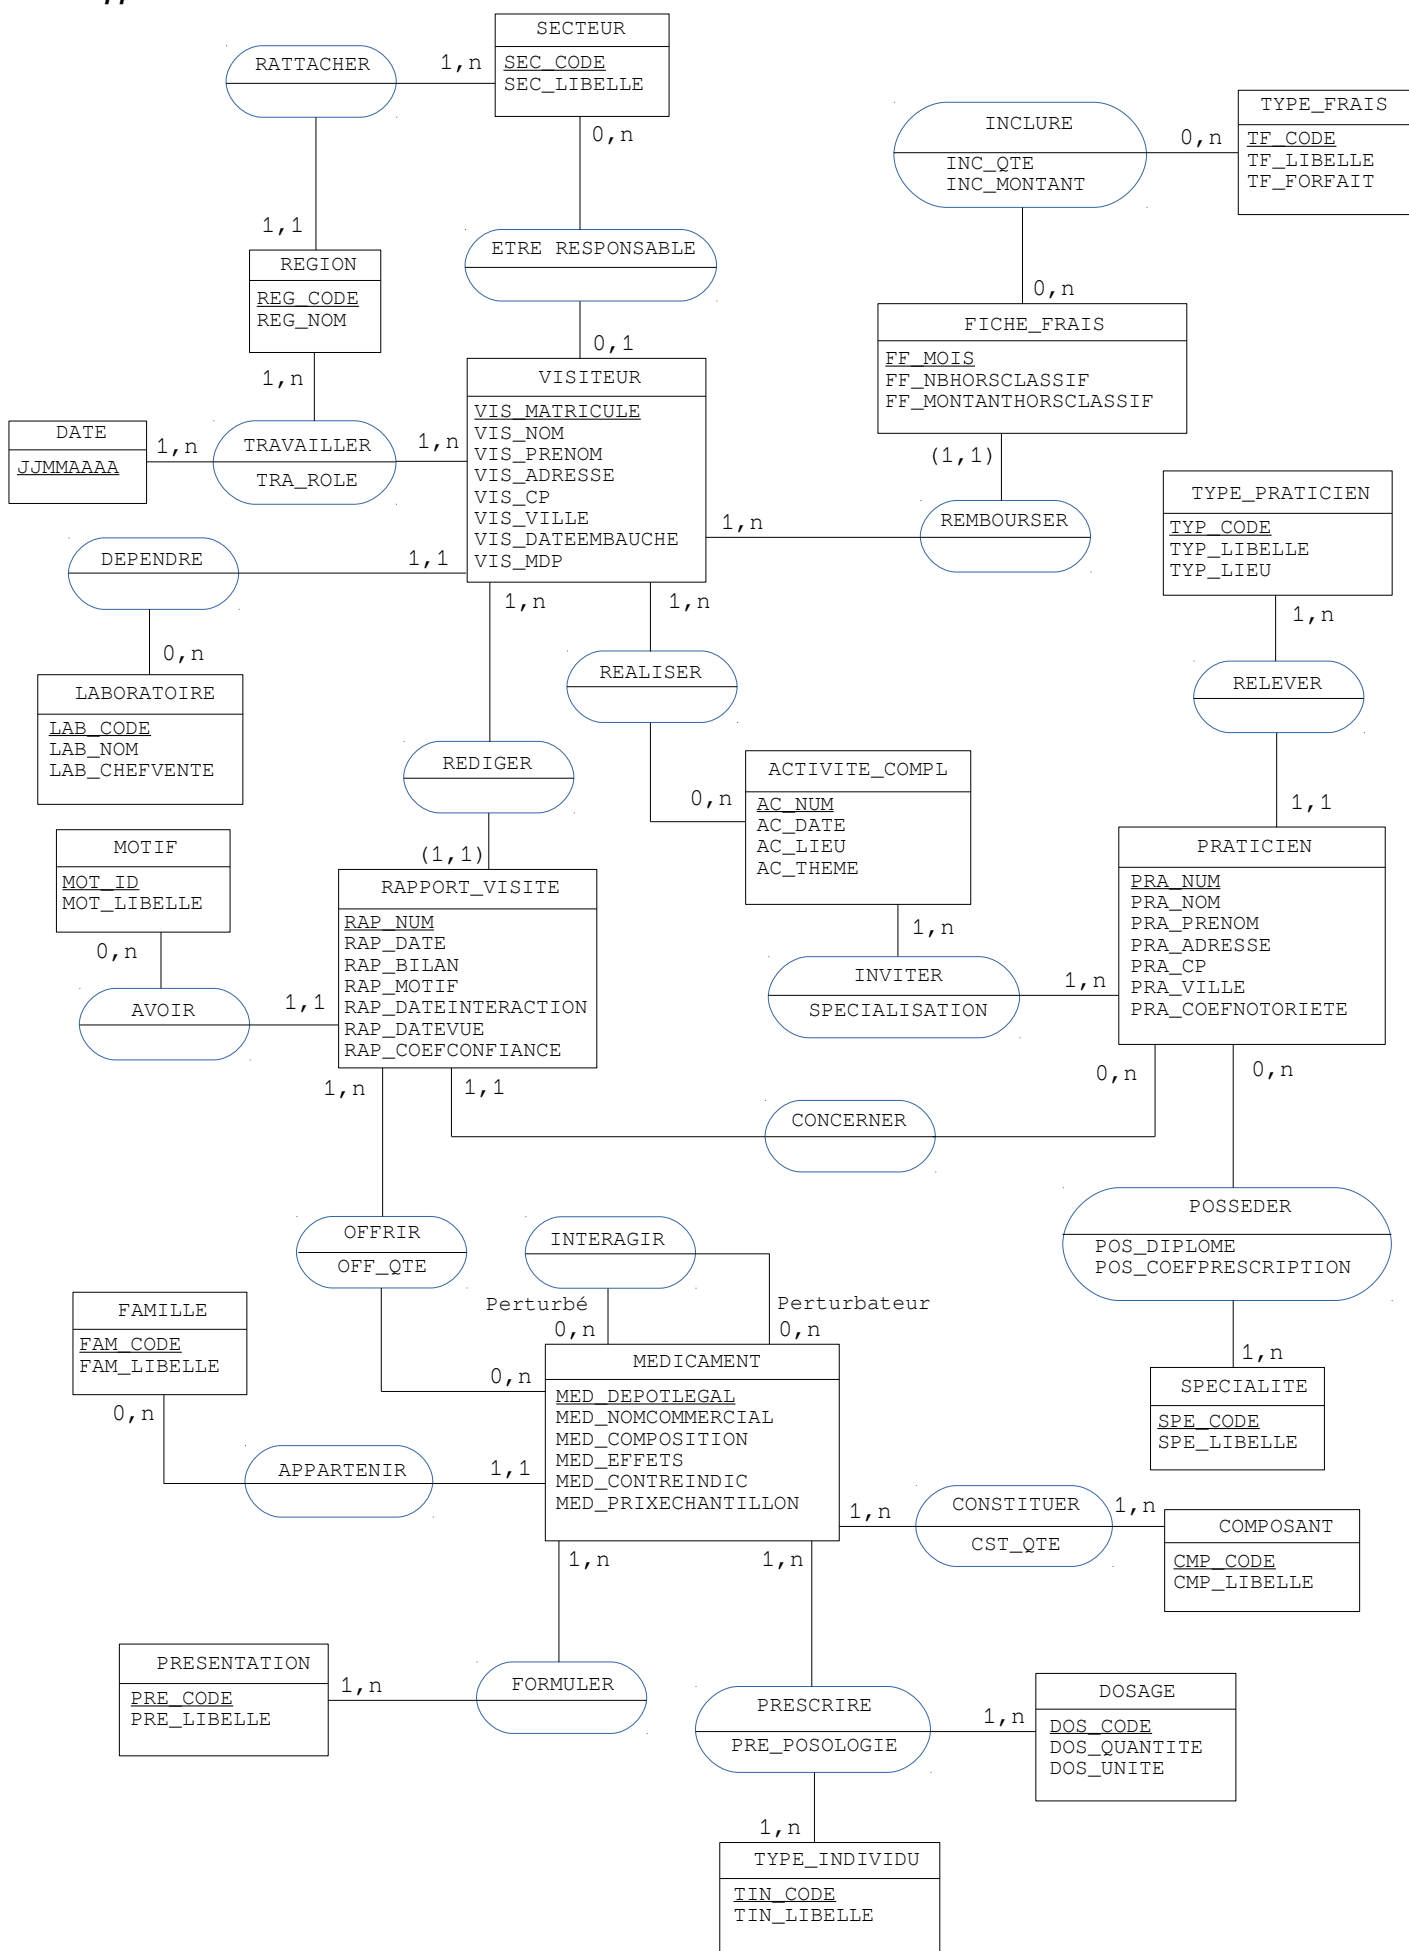 SECTEUR
SEC_CODE
SEC_LIBELLE
RATTACHER
1,n
0,n
1,1
INCLURE
INC_QTE
INC_MONTANT
0,n
TYPE_FRAIS
TF_CODE
TF_LIBELLE
TF_FORFAIT
REGION
REG_CODE
REG_NOM
1,n
ETRE RESPONSABLE
0,1
0,n
FICHE_FRAIS
FF_MOIS
FF_NBHORSCLASSIF
FF_MONTANTHORSCLASSIF
(1,1)
DATE
JJMMAAAA
1,n
TRAVAILLER
TRA_ROLE
1,n
VISITEUR
VIS_MATRICULE
VIS_NOM
VIS_PRENOM
VIS_ADRESSE
VIS_CP
VIS_VILLE
VIS_DATEEMBAUCHE
VIS_MDP
1,n
REMBOURSER
TYPE_PRATICIEN
TYP_CODE
TYP_LIBELLE
TYP_LIEU
1,n
DEPENDRE
1,1
0,n
1,n
1,n
LABORATOIRE
LAB_CODE
LAB_NOM
LAB_CHEFVENTE
REALISER
RELEVER
REDIGER
0,n
ACTIVITE_COMPL
AC_NUM
AC_DATE
AC_LIEU
AC_THEME
1,n
1,1
MOTIF
MOT_ID
MOT_LIBELLE
0,n
(1,1)
RAPPORT_VISITE
RAP_NUM
RAP_DATE
RAP_BILAN
RAP_MOTIF
RAP_DATEINTERACTION
RAP_DATEVUE
RAP_COEFCONFIANCE
PRATICIEN
PRA_NUM
PRA_NOM
PRA_PRENOM
PRA_ADRESSE
PRA_CP
PRA_VILLE
PRA_COEFNOTORIETE
AVOIR
1,1
INVITER
SPECIALISATION
1,n
1,n
1,1
0,n
0,n
CONCERNER
POSSEDER
POS_DIPLOME
POS_COEFPRESCRIPTION
OFFRIR
OFF_QTE
INTERAGIR
Perturbé
0,n
Perturbateur
0,n
FAMILLE
FAM_CODE
FAM_LIBELLE
0,n
0,n
MEDICAMENT
MED_DEPOTLEGAL
MED_NOMCOMMERCIAL
MED_COMPOSITION
MED_EFFETS
MED_CONTREINDIC
MED_PRIXECHANTILLON
1,n
SPECIALITE
SPE_CODE
SPE_LIBELLE
APPARTENIR
1,1
1,n
CONSTITUER
CST_QTE
1,n
COMPOSANT
CMP_CODE
CMP_LIBELLE
1,n
1,n
PRESENTATION
PRE_CODE
PRE_LIBELLE
1,n
FORMULER
PRESCRIRE
PRE_POSOLOGIE
1,n
DOSAGE
DOS_CODE
DOS_QUANTITE
DOS_UNITE
1,n
TYPE_INDIVIDU
TIN_CODE
TIN_LIBELLE